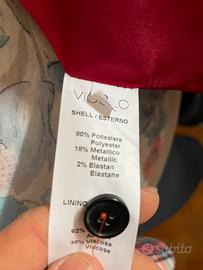 SHELL / ESTERNO
80% Poliestere
Polyester
18% Metallico
Metallic
2% Elastan
Elastane
LINING
62%
38% Viscosa
Viscose
subito